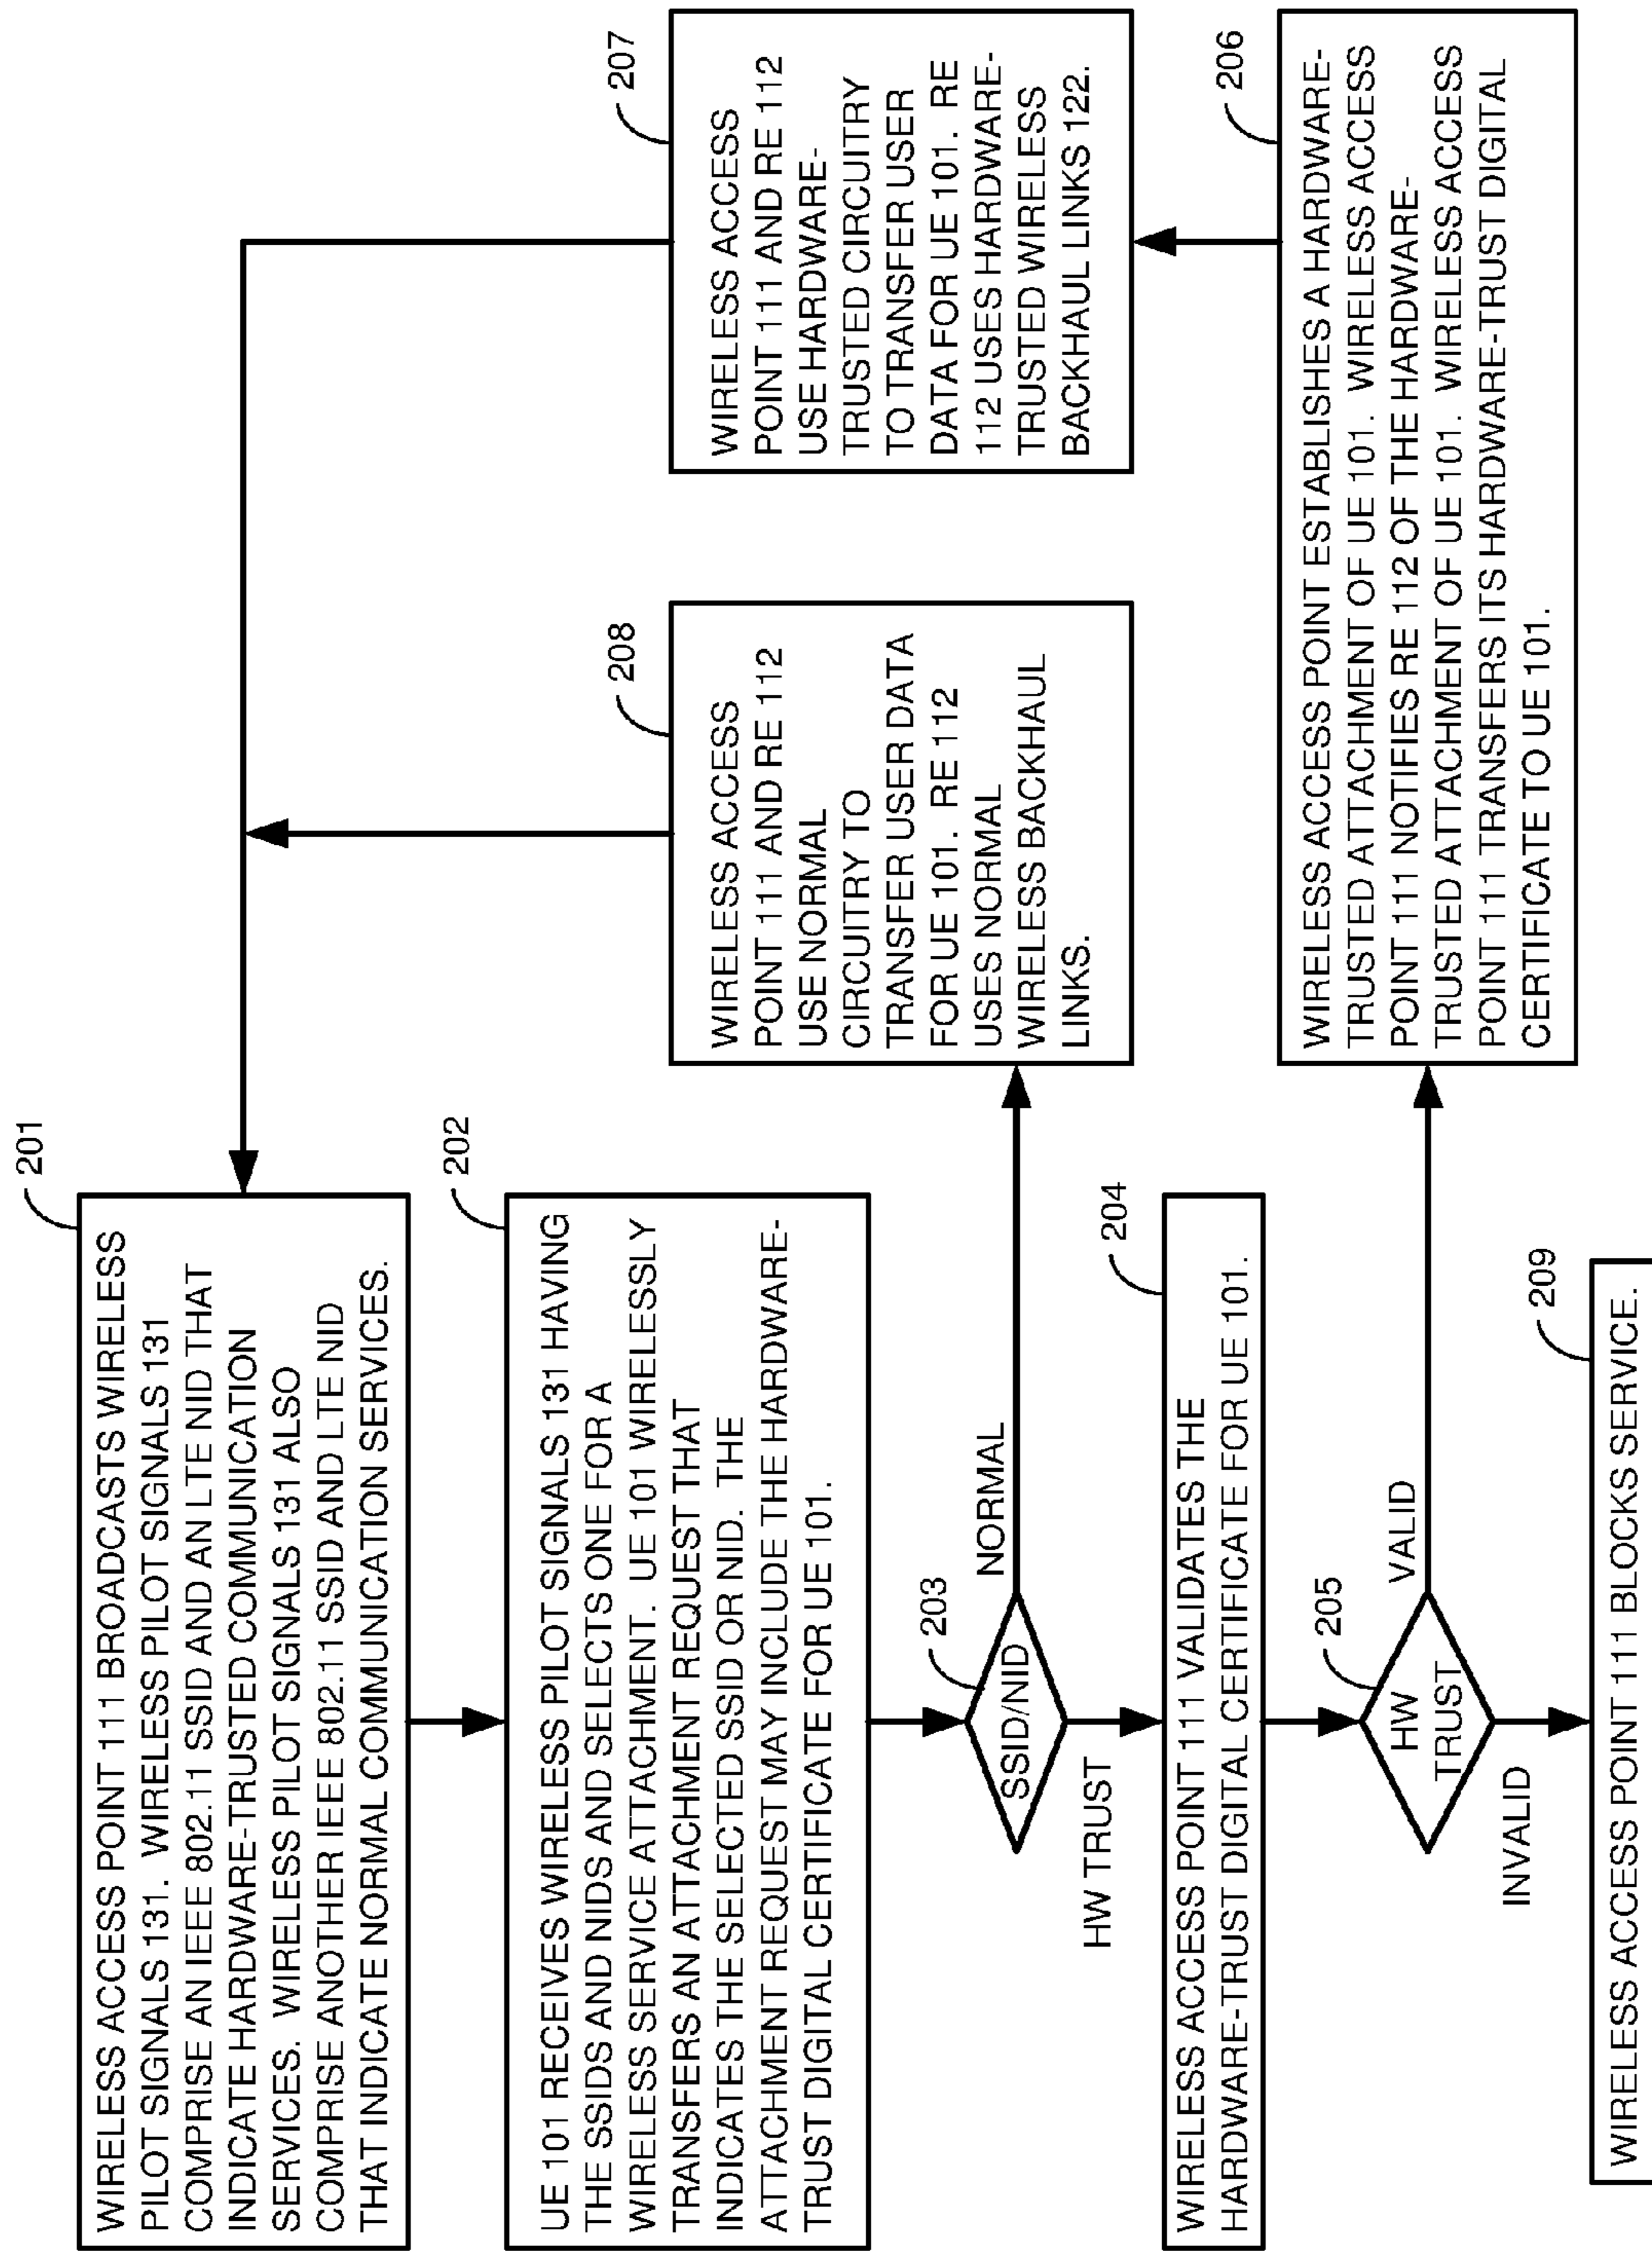 201
WIRELESS ACCESS POINT 111 BROADCASTS WIRELESS
PILOT SIGNALS 131. WIRELESS PILOT SIGNALS 131
COMPRISE AN IEEE 802.11 SSID AND AN LTE NID THAT
INDICATE HARDWARE-TRUSTED COMMUNICATION
SERVICES. WIRELESS PILOT SIGNALS 131 ALSO
COMPRISE ANOTHER IEEE 802.11 SSID AND LTE NID
THAT INDICATE NORMAL COMMUNICATION SERVICES.
202
UE 101 RECEIVES WIRELESS PILOT SIGNALS 131 HAVING
THE SSIDS AND NIDS AND SELECTS ONE FOR A
WIRELESS SERVICE ATTACHMENT. UE 101 WIRELESSLY
TRANSFERS AN ATTACHMENT REQUEST THAT
INDICATES THE SELECTED SSID OR NID. THE
ATTACHMENT REQUEST MAY INCLUDE THE HARDWARE-
TRUST DIGITAL CERTIFICATE FOR UE 101.
203
SSID/NID
NORMAL
HW TRUST
204
WIRELESS ACCESS POINT 111 VALIDATES THE
HARDWARE-TRUST DIGITAL CERTIFICATE FOR UE 101.
205
HW
TRUST
VALID
INVALID
209
WIRELESS ACCESS POINT 111 BLOCKS SERVICE.
208
WIRELESS ACCESS
POINT 111 AND RE 112
USE NORMAL
CIRCUITRY TO
TRANSFER USER DATA
FOR UE 101. RE 112
USES NORMAL
WIRELESS BACKHAUL
LINKS.
207
WIRELESS ACCESS
POINT 111 AND RE 112
USE HARDWARE-
TRUSTED CIRCUITRY
TO TRANSFER USER
DATA FOR UE 101. RE
112 USES HARDWARE-
TRUSTED WIRELESS
BACKHAUL LINKS 122.
206
WIRELESS ACCESS POINT ESTABLISHES A HARDWARE-
TRUSTED ATTACHMENT OF UE 101. WIRELESS ACCESS
POINT 111 NOTIFIES RE 112 OF THE HARDWARE-
TRUSTED ATTACHMENT OF UE 101. WIRELESS ACCESS
POINT 111 TRANSFERS ITS HARDWARE-TRUST DIGITAL
CERTIFICATE TO UE 101.